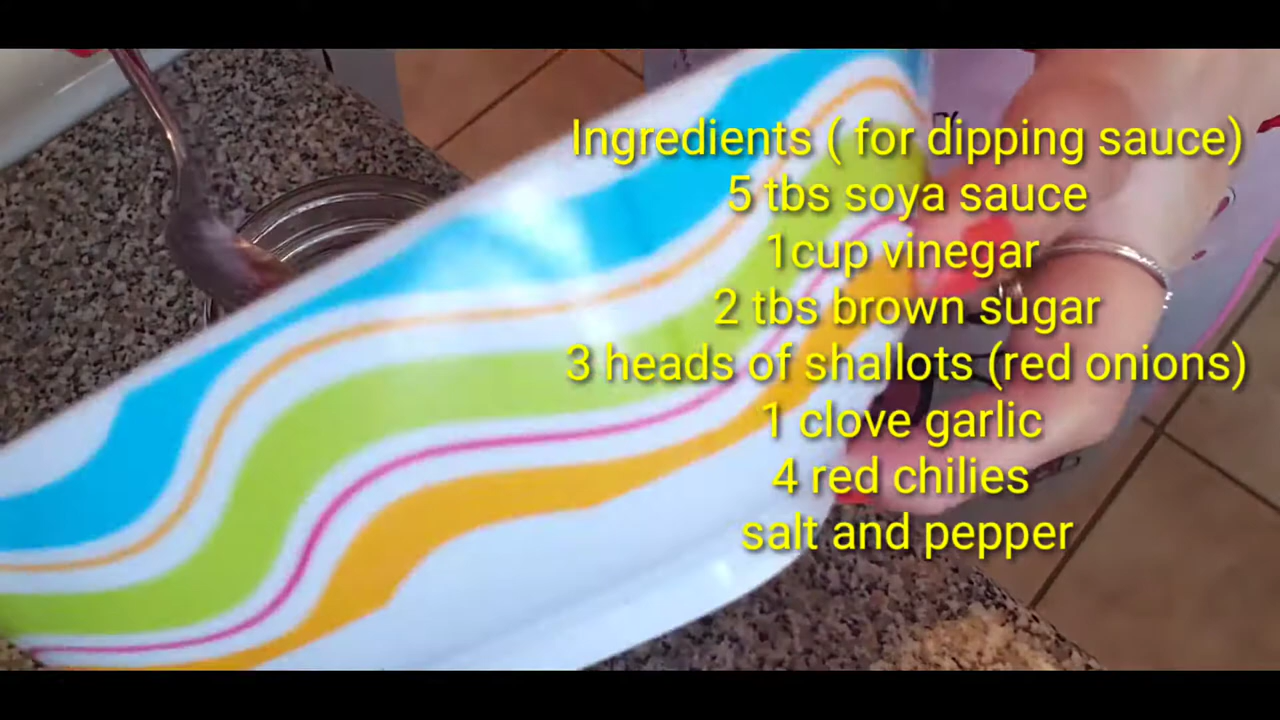 Ingredients ( for dipping sauce)
5 tbs soya sauce
1cup vinegar
2 tbs brown sugar
3 heads of shallots (red onions)
1 clove garlic
4 red chilies
salt and pepper